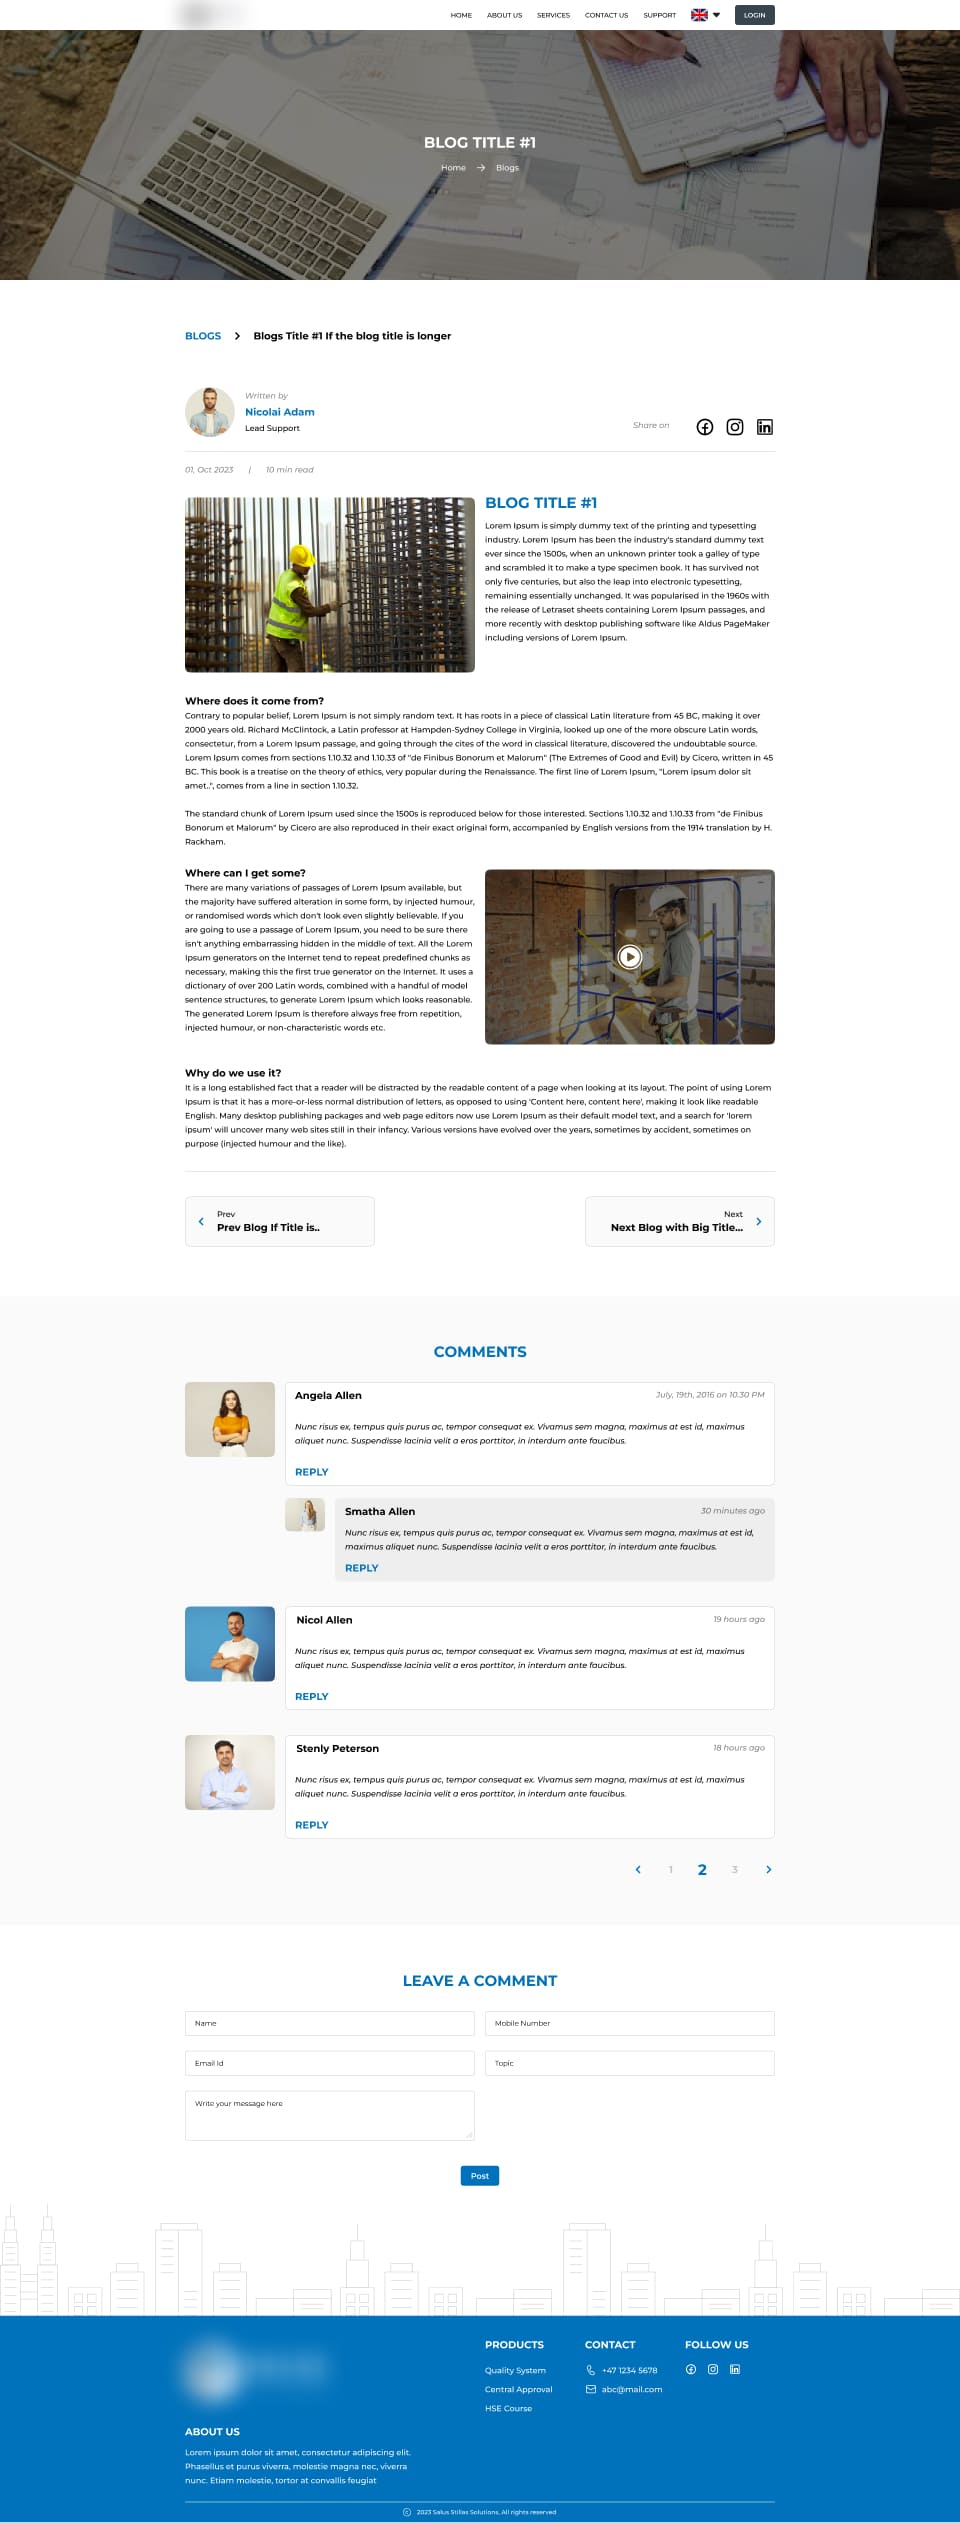 HOME ABOUT US SERVICES CONTACT US SUPPORT LOGIN
BLOG TITLE #1
Home → Blogs
BLOGS > Blogs Title #1 If the blog title is longer
Written by
Nicolai Adam
Lead Support
Share on
01, Oct 2023 | 10 min read
BLOG TITLE #1
Lorem Ipsum is simply dummy text of the printing and typesetting
industry. Lorem Ipsum has been the industry's standard dummy text
ever since the 1500s, when an unknown printer took a galley of type
and scrambled it to make a type specimen book. It has survived not
only five centuries, but also the leap into electronic typesetting,
remaining essentially unchanged. It was popularised in the 1960s with
the release of Letraset sheets containing Lorem Ipsum passages, and
more recently with desktop publishing software like Aldus PageMaker
including versions of Lorem Ipsum.
Where does it come from?
Contrary to popular belief, Lorem Ipsum is not simply random text. It has roots in a piece of classical Latin literature from 45 BC, making it over
2000 years old. Richard McClintock, a Latin professor at Hampden-Sydney College in Virginia, looked up one of the more obscure Latin words,
consectetur, from a Lorem Ipsum passage, and going through the cites of the word in classical literature, discovered the undoubtable source.
Lorem Ipsum comes from sections 1.10.32 and 1.10.33 of "de Finibus Bonorum et Malorum" (The Extremes of Good and Evil) by Cicero, written in 45
BC. This book is a treatise on the theory of ethics, very popular during the Renaissance. The first line of Lorem Ipsum, "Lorem ipsum dolor sit
amet..", comes from a line in section 1.10.32.
The standard chunk of Lorem Ipsum used since the 1500s is reproduced below for those interested. Sections 1.10.32 and 1.10.33 from "de Finibus
Bonorum et Malorum" by Cicero are also reproduced in their exact original form, accompanied by English versions from the 1914 translation by H.
Rackham.
Where can I get some?
There are many variations of passages of Lorem Ipsum available, but
the majority have suffered alteration in some form, by injected humour,
or randomised words which don't look even slightly believable. If you
are going to use a passage of Lorem Ipsum, you need to be sure there
isn't anything embarrassing hidden in the middle of text. All the Lorem
Ipsum generators on the Internet tend to repeat predefined chunks as
necessary, making this the first true generator on the Internet. It uses a
dictionary of over 200 Latin words, combined with a handful of model
sentence structures, to generate Lorem Ipsum which looks reasonable.
The generated Lorem Ipsum is therefore always free from repetition,
injected humour, or non-characteristic words etc.
Why do we use it?
It is a long established fact that a reader will be distracted by the readable content of a page when looking at its layout. The point of using Lorem
Ipsum is that it has a more-or-less normal distribution of letters, as opposed to using 'Content here, content here', making it look like readable
English. Many desktop publishing packages and web page editors now use Lorem Ipsum as their default model text, and a search for 'lorem
ipsum' will uncover many web sites still in their infancy. Various versions have evolved over the years, sometimes by accident, sometimes on
purpose (injected humour and the like).
Prev
Prev Blog If Title is..
Next
Next Blog with Big Title...
COMMENTS
Angela Allen July, 19th, 2016 on 10.30 PM
Nunc risus ex, tempus quis purus ac, tempor consequat ex. Vivamus sem magna, maximus at est id, maximus
aliquet nunc. Suspendisse lacinia velit a eros porttitor, in interdum ante faucibus.
REPLY
Smatha Allen 30 minutes ago
Nunc risus ex, tempus quis purus ac, tempor consequat ex. Vivamus sem magna, maximus at est id,
maximus aliquet nunc. Suspendisse lacinia velit a eros porttitor, in interdum ante faucibus.
REPLY
Nicol Allen 19 hours ago
Nunc risus ex, tempus quis purus ac, tempor consequat ex. Vivamus sem magna, maximus at est id, maximus
aliquet nunc. Suspendisse lacinia velit a eros porttitor, in interdum ante faucibus.
REPLY
Stenly Peterson 18 hours ago
Nunc risus ex, tempus quis purus ac, tempor consequat ex. Vivamus sem magna, maximus at est id, maximus
aliquet nunc. Suspendisse lacinia velit a eros porttitor, in interdum ante faucibus.
REPLY
1 2 3
LEAVE A COMMENT
Name Mobile Number
Email Id Topic
Write your message here
Post
PRODUCTS
Quality System
Central Approval
HSE Course
CONTACT
+47 1234 5678
abc@mail.com
FOLLOW US
ABOUT US
Lorem ipsum dolor sit amet, consectetur adipiscing elit.
Phasellus et purus viverra, molestie magna nec, viverra
nunc. Etiam molestie, tortor at convallis feugiat
© 2023 Salus Stillas Solutions, All rights reserved